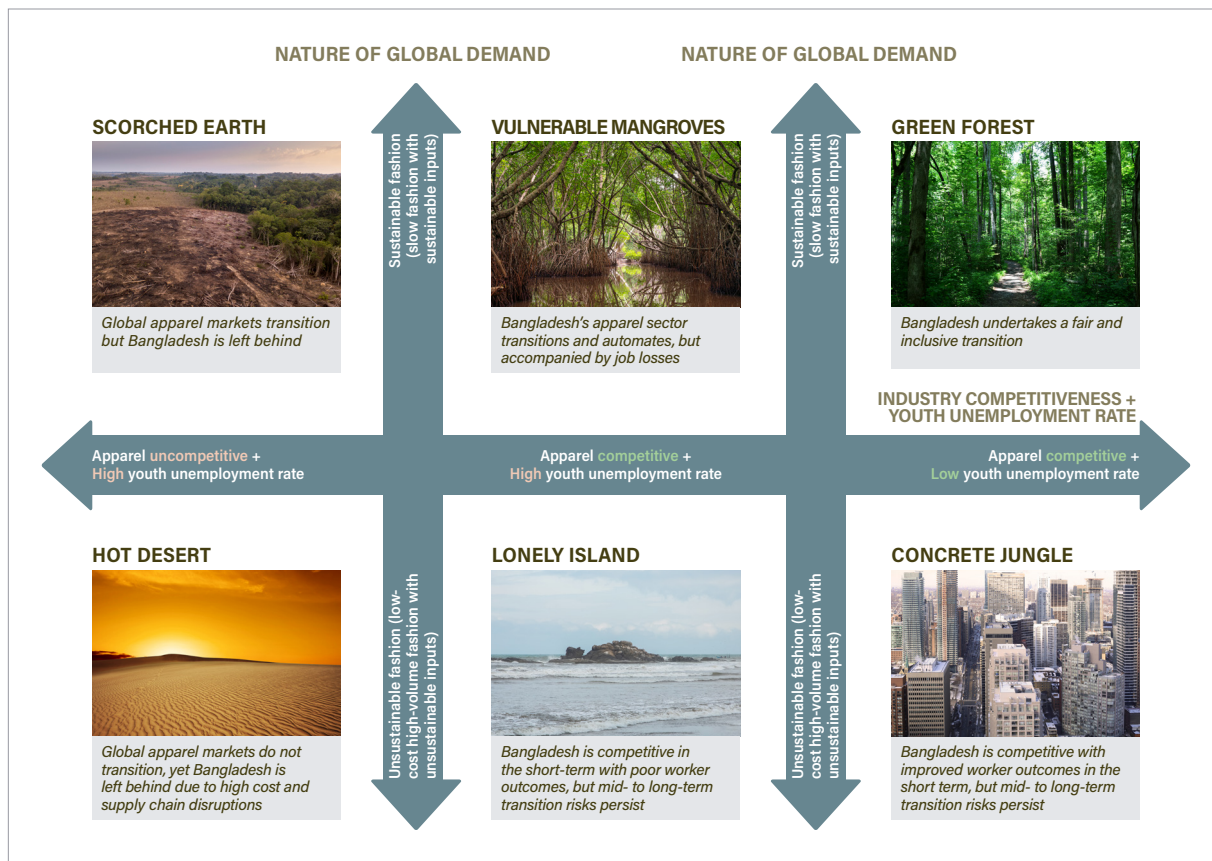 NATURE OF GLOBAL DEMAND
NATURE OF GLOBAL DEMAND
SCORCHED EARTH
Global apparel markets transition
but Bangladesh is left behind
Sustainable fashion
(slow fashion with
sustainable inputs)
VULNERABLE MANGROVES
Bangladesh's apparel sector
transitions and automates, but
accompanied by job losses
Sustainable fashion
(slow fashion with
sustainable inputs)
GREEN FOREST
Bangladesh undertakes a fair and
inclusive transition
INDUSTRY COMPETITIVENESS +
YOUTH UNEMPLOYMENT RATE
Apparel uncompetitive +
High youth unemployment rate
Apparel competitive +
High youth unemployment rate
Apparel competitive +
Low youth unemployment rate
HOT DESERT
Global apparel markets do not
transition, yet Bangladesh is
left behind due to high cost and
supply chain disruptions
Unsustainable fashion (low-
cost high-volume fashion with
unsustainable inputs)
LONELY ISLAND
Bangladesh is competitive in
the short-term with poor worker
outcomes, but mid- to long-term
transition risks persist
Unsustainable fashion (low-
cost high-volume fashion with
unsustainable inputs)
CONCRETE JUNGLE
Bangladesh is competitive with
improved worker outcomes in the
short term, but mid- to long-term
transition risks persist